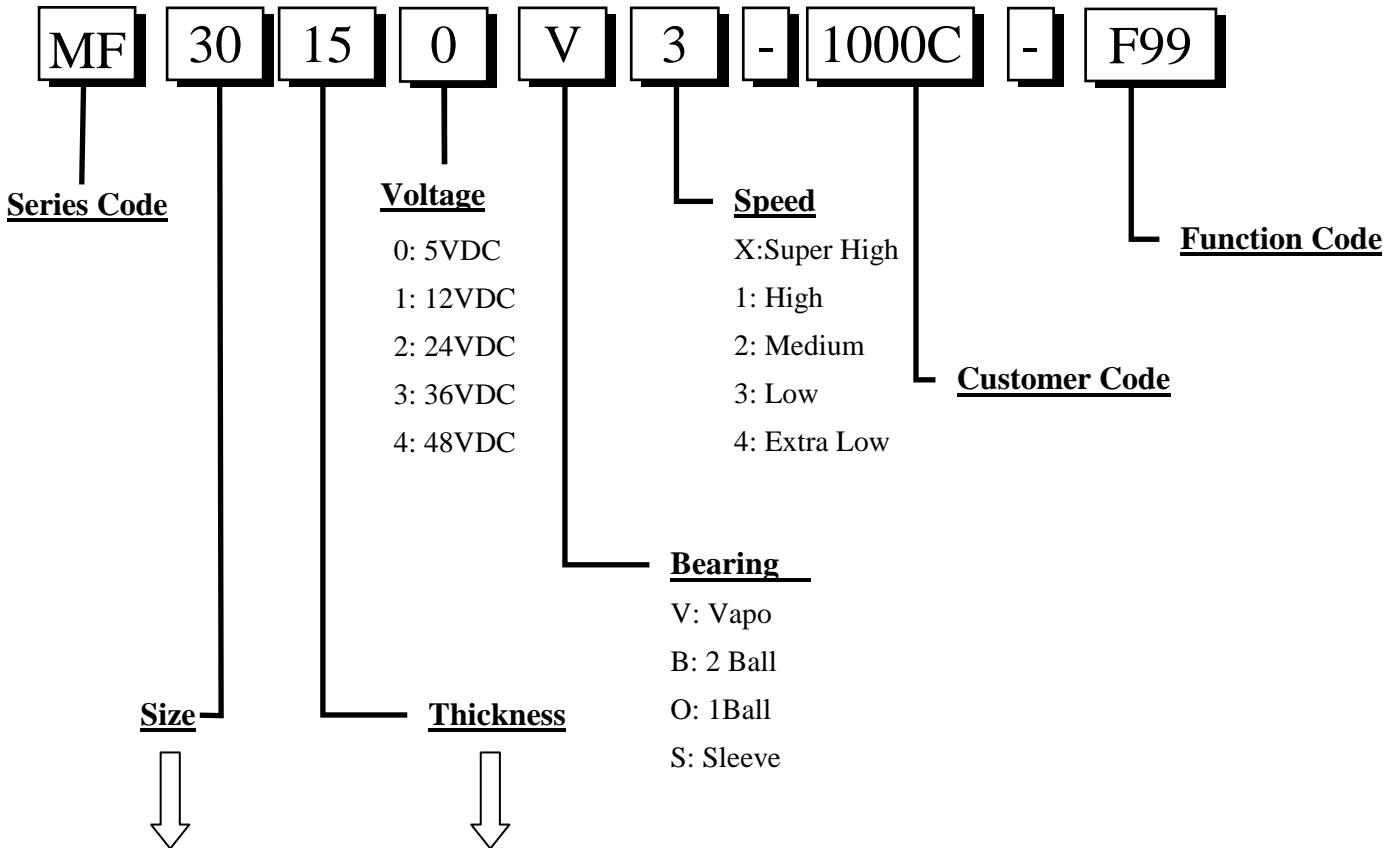 MF 30 15 0 V 3 - 1000C - F99
Series Code
Voltage
0: 5VDC
1: 12VDC
2: 24VDC
3: 36VDC
4: 48VDC
Speed
X:Super High
1: High
2: Medium
3: Low
4: Extra Low
Function Code
Customer Code
Bearing
V: Vapo
B: 2 Ball
O: 1Ball
S: Sleeve
Size
Thickness